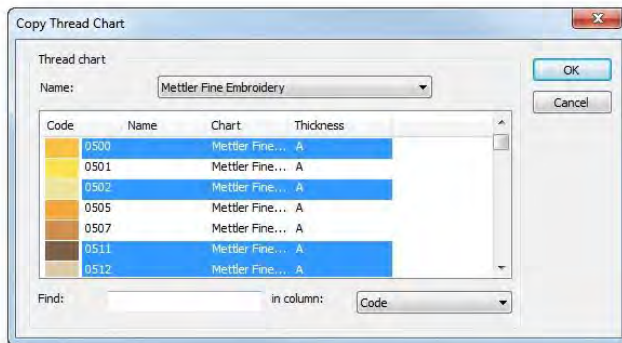 Copy Thread Chart
Thread chart
Name: Mettler Fine Embroidery
OK
Cancel
Code Name Chart Thickness
0500 Mettler Fine... A
0501 Mettler Fine... A
0502 Mettler Fine... A
0505 Mettler Fine... A
0507 Mettler Fine... A
0511 Mettler Fine... A
0512 Mettler Fine... A
Find: in column: Code